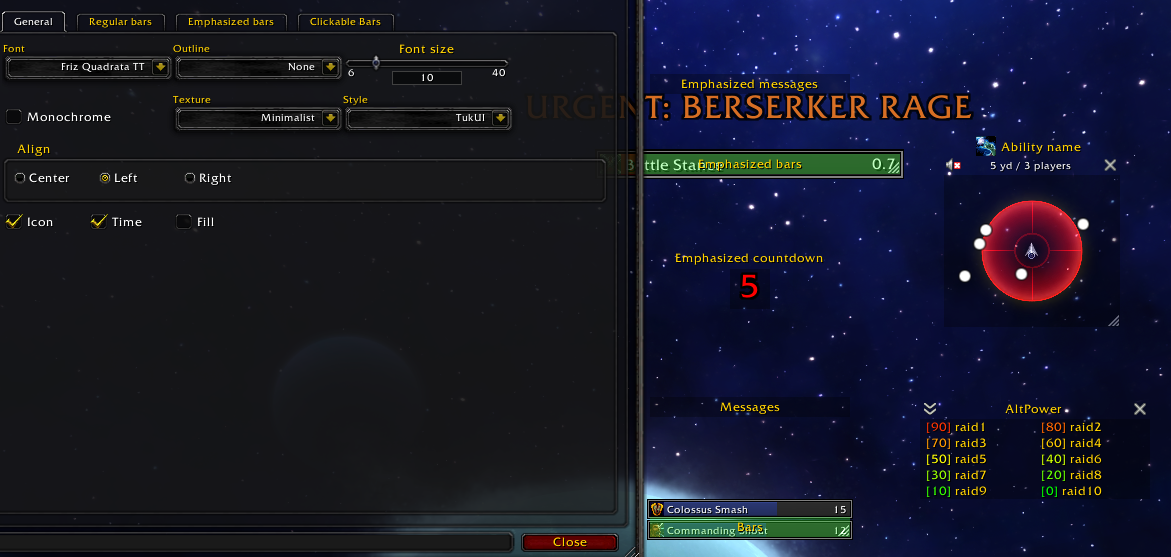 General Regular bars Emphasized bars Clickable Bars
Font Outline Font size
Friz Quadrata TT None 6 10 40
Texture Style
Monochrome Minimalist TukUI
Align
Center Left Right
Icon Time Fill
Close
Emphasized messages
URGENT: BERSERKER RAGE
Emphasized bars 0.7
Emphasized countdown
5
Ability name
5 yd / 3 players
Messages
Colossus Smash 15
Commanding Bars
AltPower
[90] raid1 [80] raid2
[70] raid3 [60] raid4
[50] raid5 [40] raid6
[30] raid7 [20] raid8
[10] raid9 [0] raid10